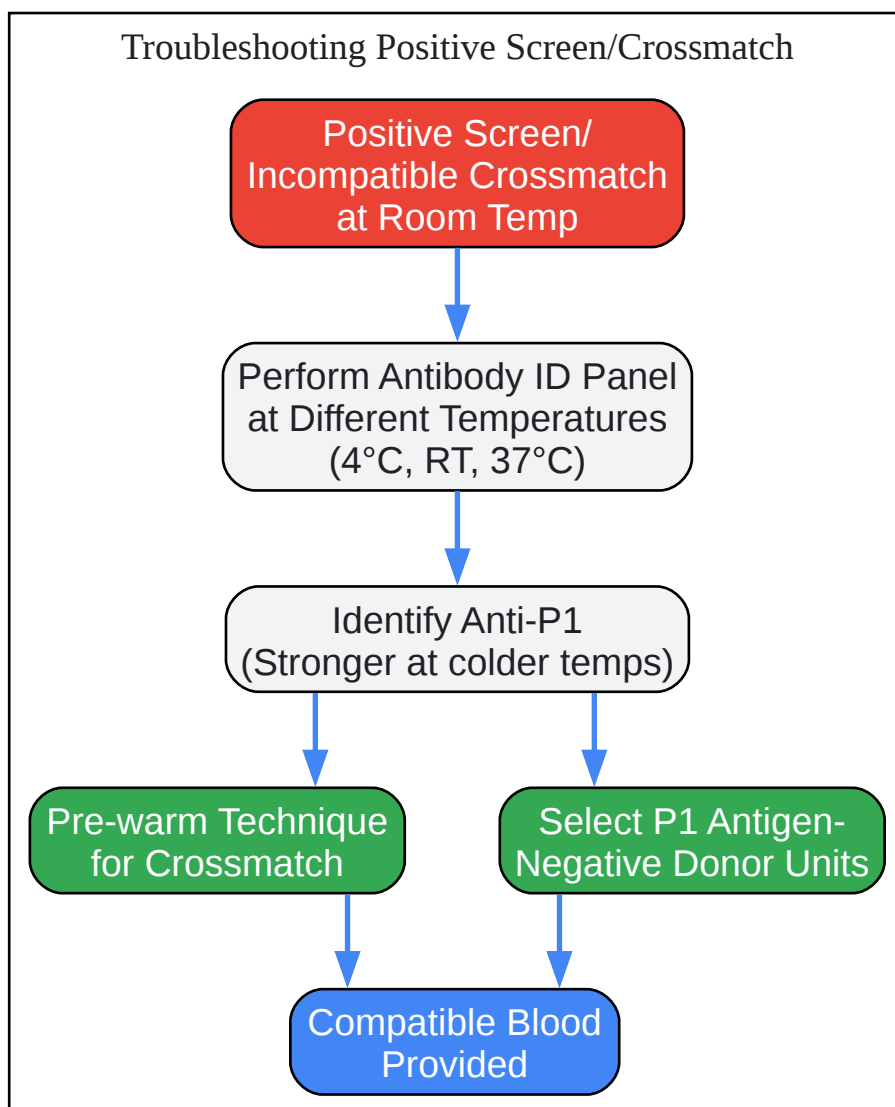 Troubleshooting Positive Screen/Crossmatch
Positive Screen/
Incompatible Crossmatch
at Room Temp
Perform Antibody ID Panel
at Different Temperatures
(4°C, RT, 37°C)
Identify Anti-P1
(Stronger at colder temps)
Pre-warm Technique
for Crossmatch
Select P1 Antigen-
Negative Donor Units
Compatible Blood
Provided